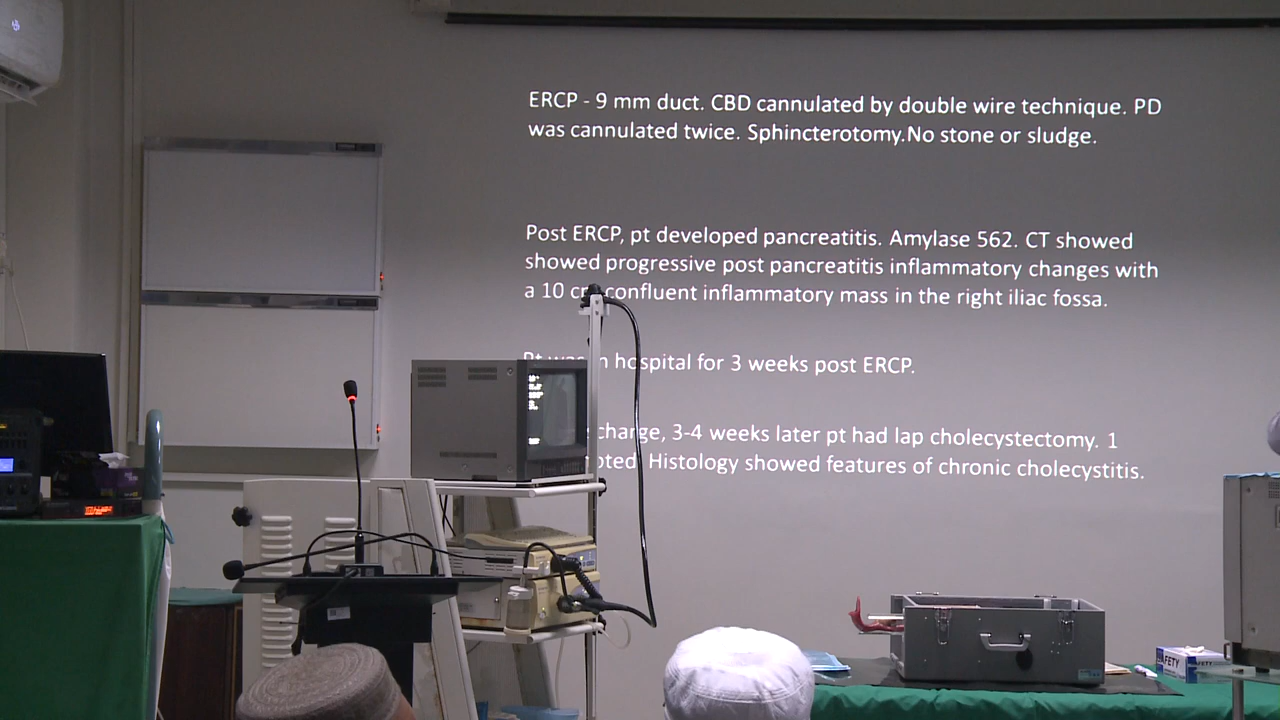 ERCP - 9 mm duct. CBD cannulated by double wire technique. PD
was cannulated twice. Sphincterotomy.No stone or sludge.
Post ERCP, pt developed pancreatitis. Amylase 562. CT showed
showed progressive post pancreatitis inflammatory changes with
a 10 confluent inflammatory mass in the right iliac fossa.
hospital for 3 weeks post ERCP.
3-4 weeks later pt had lap cholecystectomy. 1
Histology showed features of chronic cholecystitis.